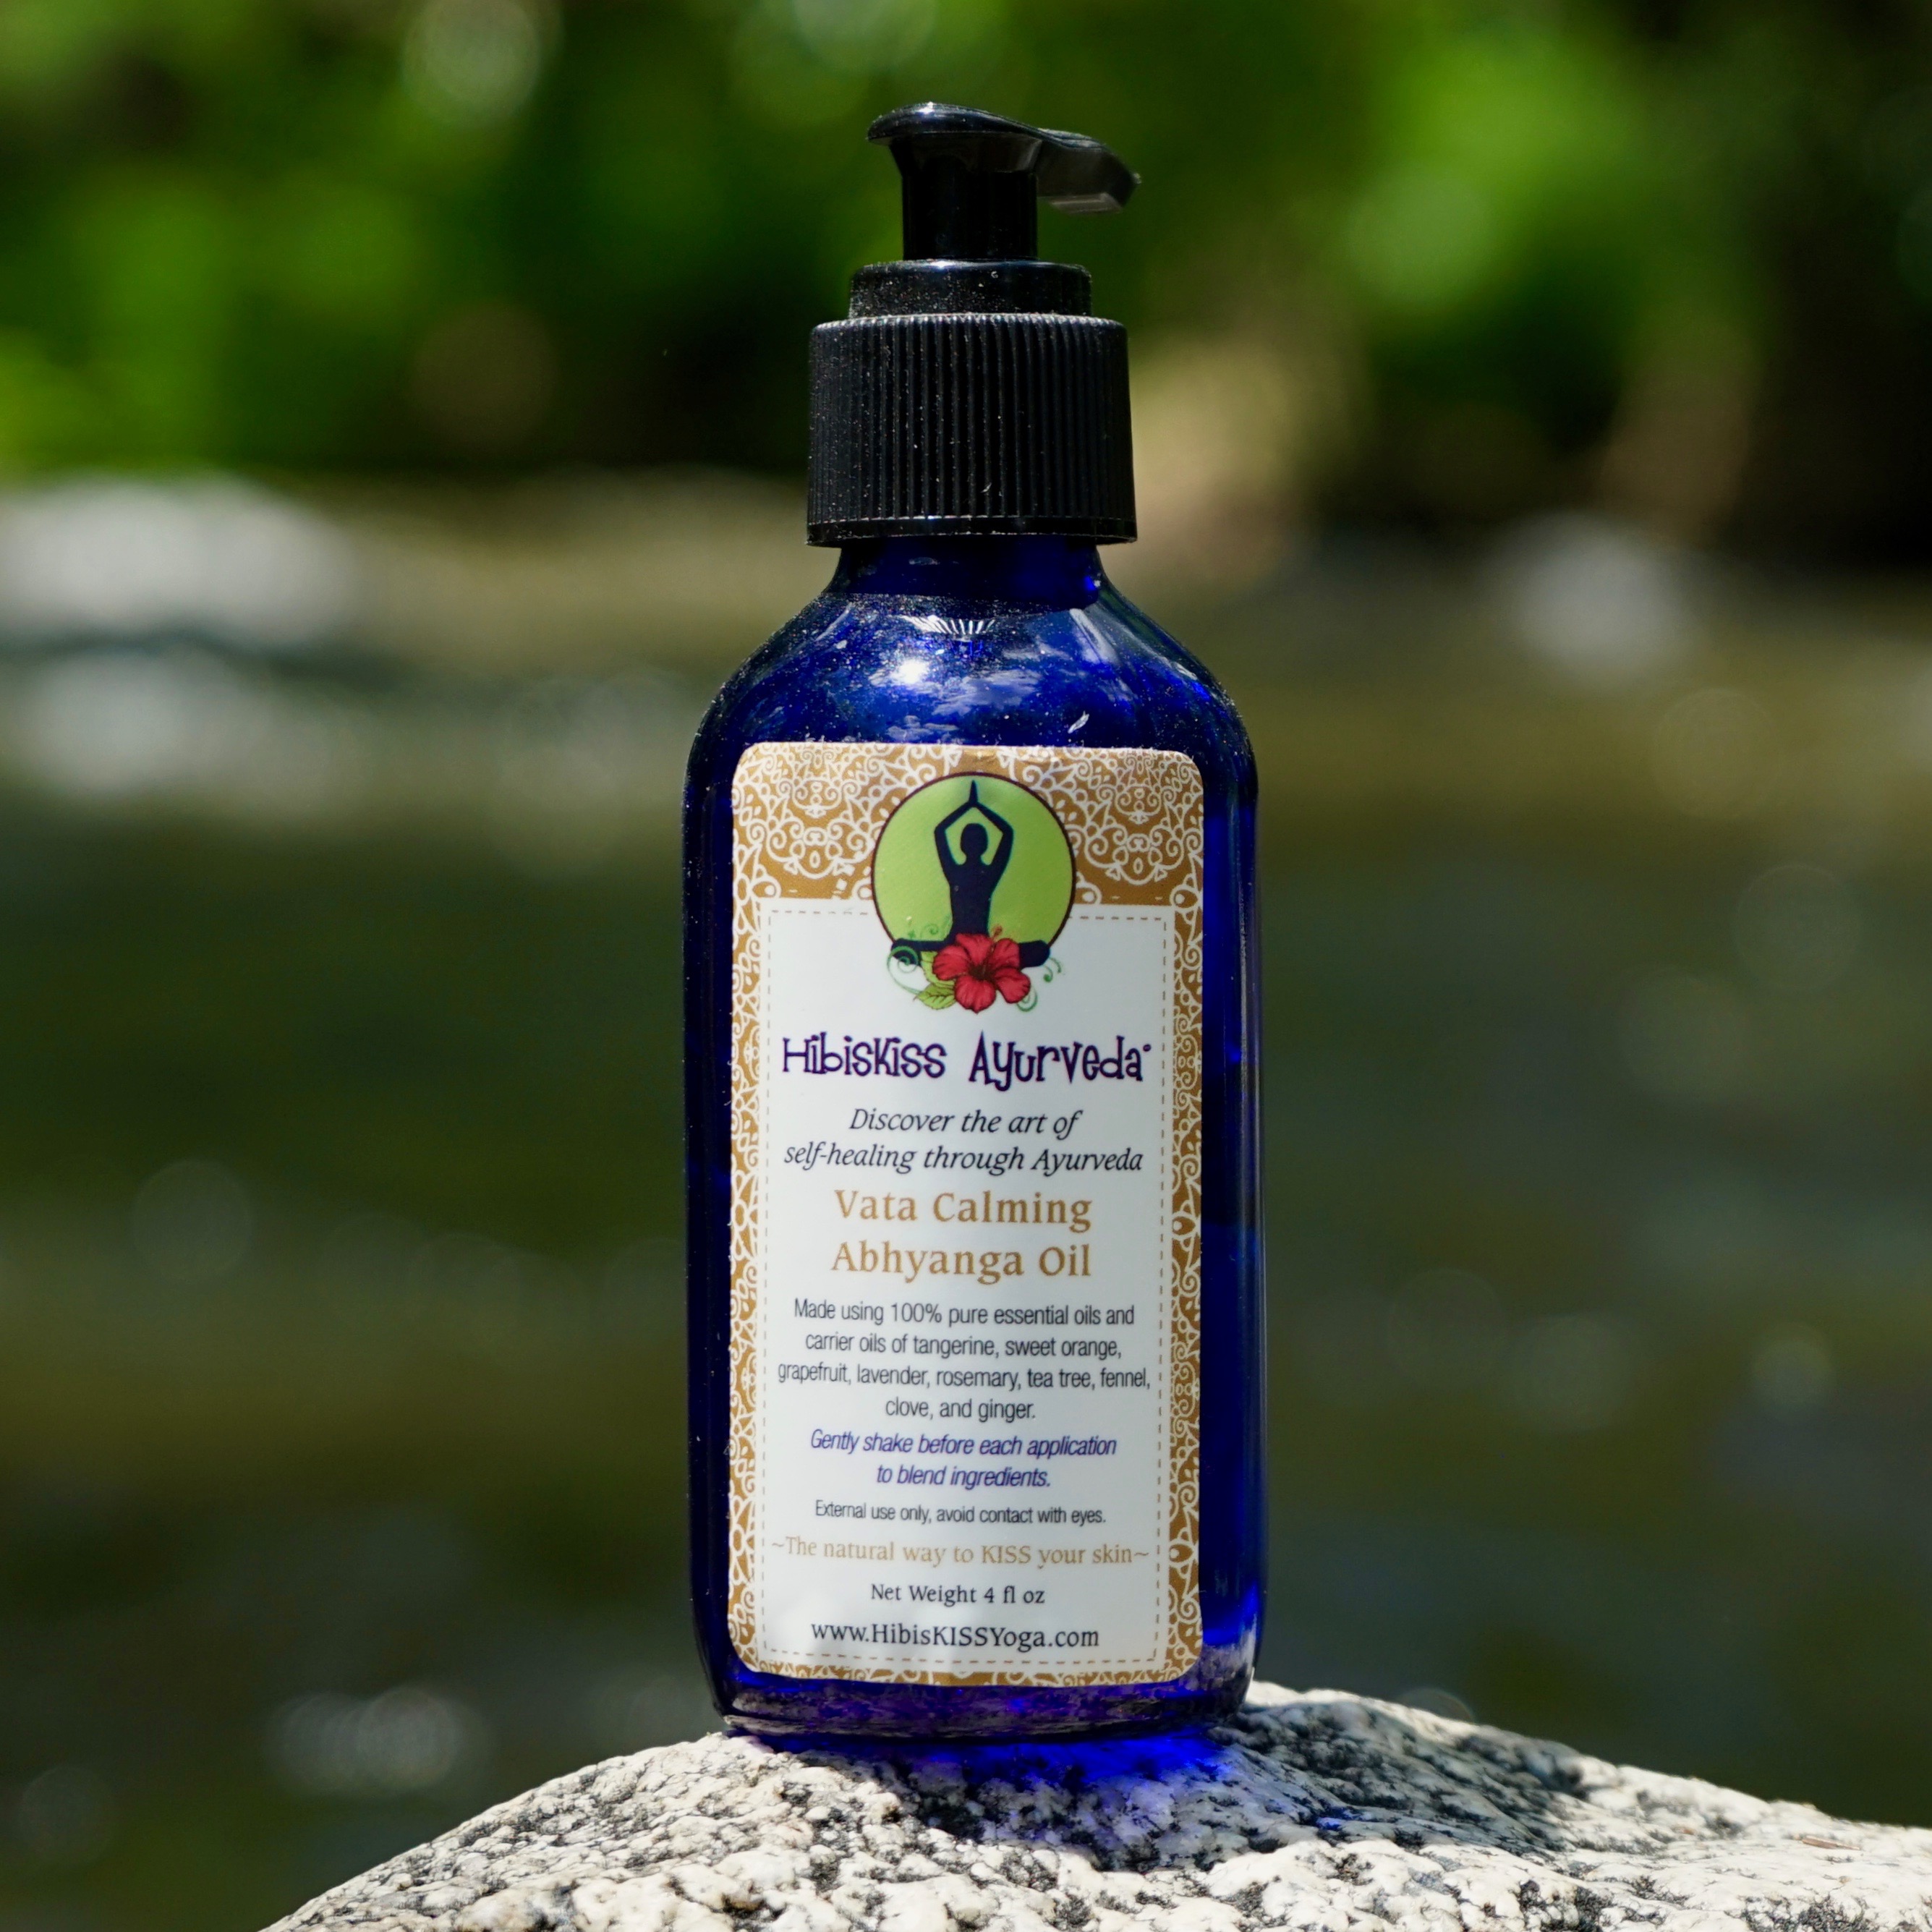 Hibiskiss Ayurveda
Discover the art of
self-healing through Ayurveda
Vata Calming
Abhyanga Oil
Made using 100% pure essential oils and
carrier oils of tangerine, sweet orange,
grapefruit, lavender, rosemary, tea tree, fennel,
clove, and ginger.
Gently shake before each application
to blend ingredients.
External use only, avoid contact with eyes.
~The natural way to KISS your skin~
Net Weight 4 fl oz
www.HibisKISSYoga.com